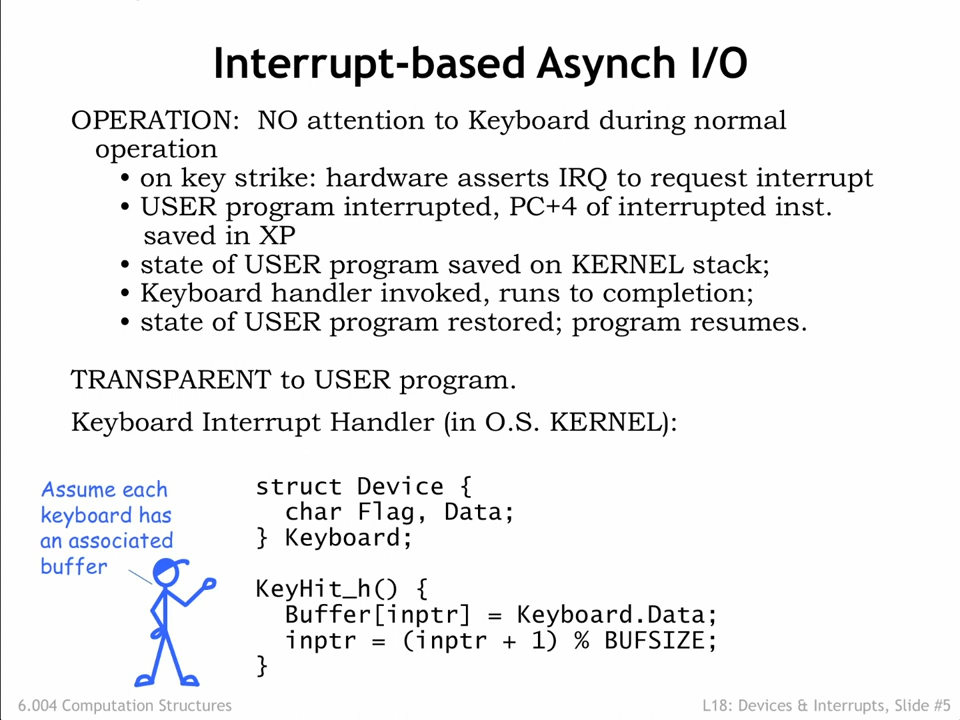 Interrupt-based Asynch I/O
OPERATION: NO attention to Keyboard during normal
operation
• on key strike: hardware asserts IRQ to request interrupt
• USER program interrupted, PC+4 of interrupted inst.
saved in XP
• state of USER program saved on KERNEL stack;
• Keyboard handler invoked, runs to completion;
• state of USER program restored; program resumes.
TRANSPARENT to USER program.
Keyboard Interrupt Handler (in O.S. KERNEL):
Assume each
keyboard has
an associated
buffer
struct Device {
  char Flag, Data;
} Keyboard;
KeyHit_h() {
  Buffer[inptr] = Keyboard.Data;
  inptr = (inptr + 1) % BUFSIZE;
}
6.004 Computation Structures
L18: Devices & Interrupts, Slide #5